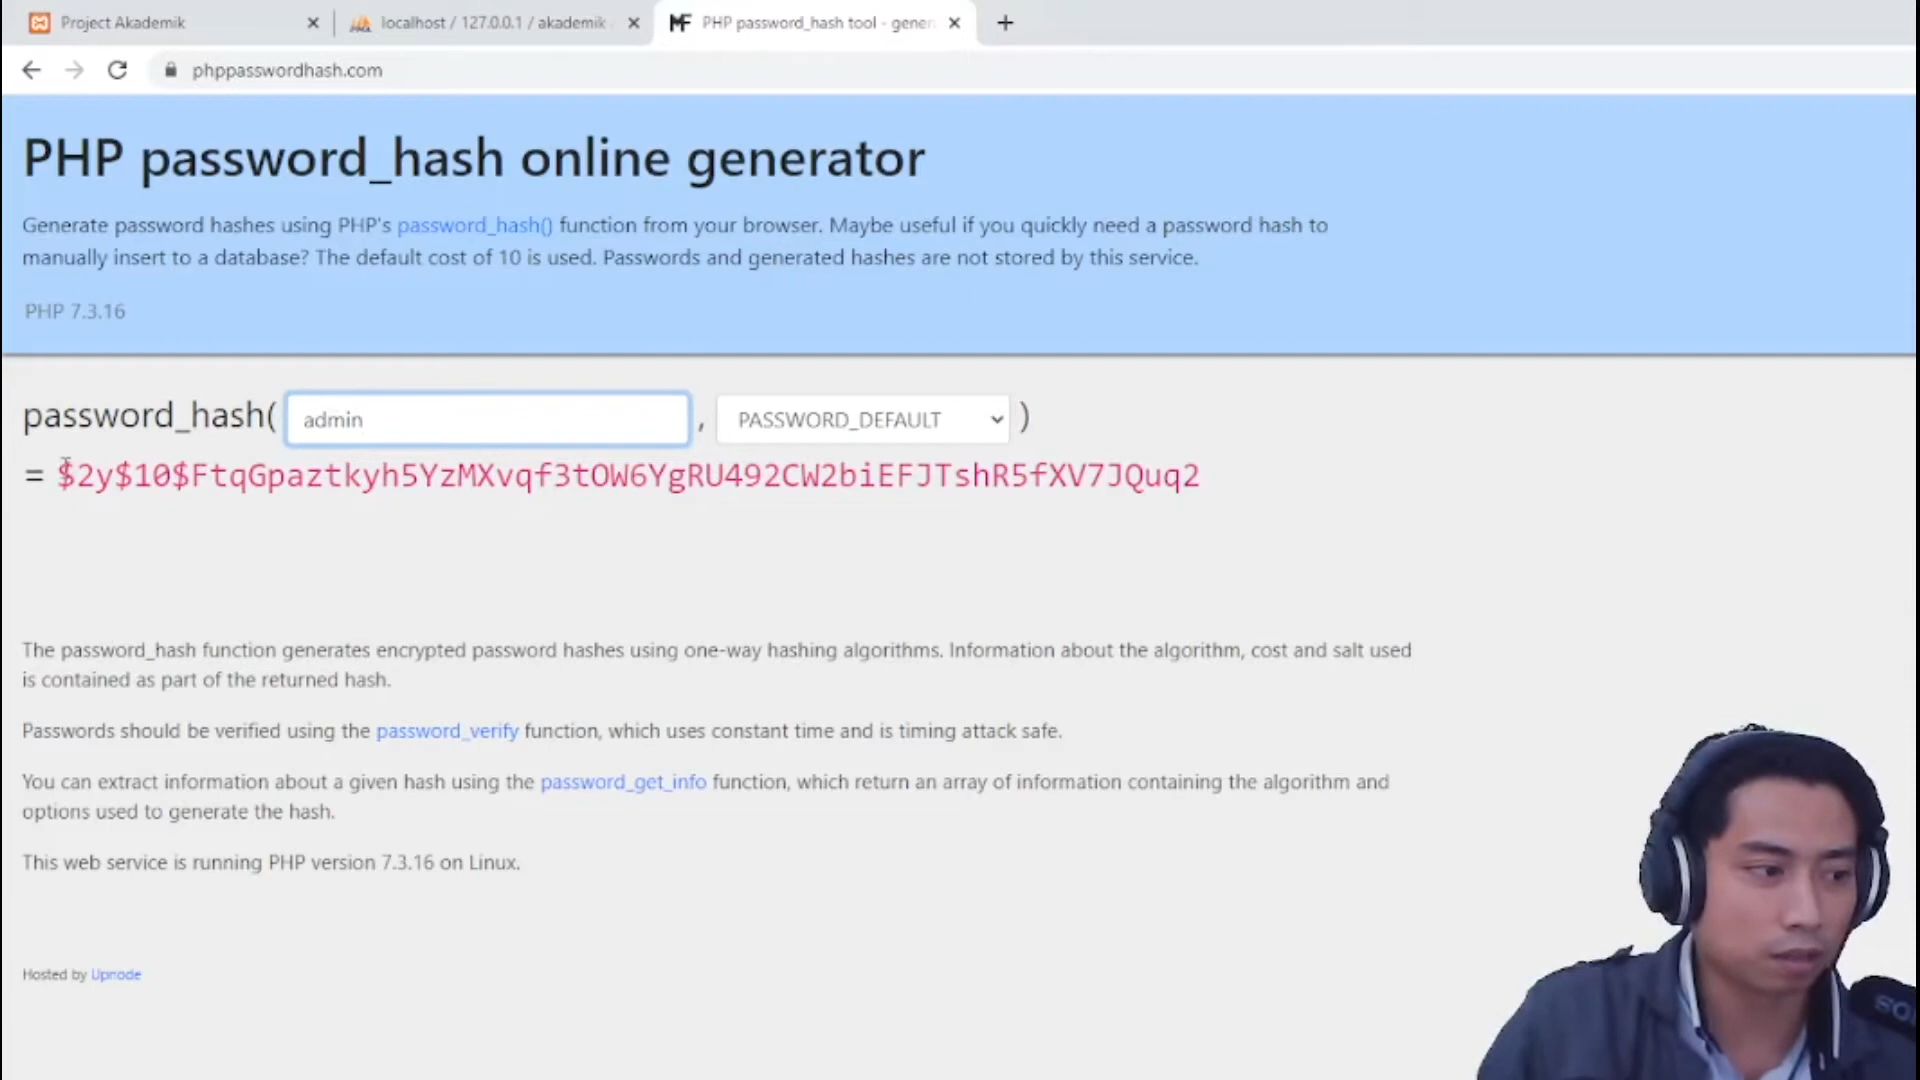 Project Akademik
localhost / 127.0.0.1 / akademik
PHP password_hash tool - gener
phppasswordhash.com
PHP password_hash online generator
Generate password hashes using PHP's password_hash() function from your browser. Maybe useful if you quickly need a password hash to
manually insert to a database? The default cost of 10 is used. Passwords and generated hashes are not stored by this service.
PHP 7.3.16
password_hash( admin , PASSWORD_DEFAULT )
= $2y$10$FtqGpaztkyh5YzMXvqf3tOW6YgRU492CW2biEFJTshR5fXV7JQuq2
The password_hash function generates encrypted password hashes using one-way hashing algorithms. Information about the algorithm, cost and salt used
is contained as part of the returned hash.
Passwords should be verified using the password_verify function, which uses constant time and is timing attack safe.
You can extract information about a given hash using the password_get_info function, which return an array of information containing the algorithm and
options used to generate the hash.
This web service is running PHP version 7.3.16 on Linux.
Hosted by Upnode